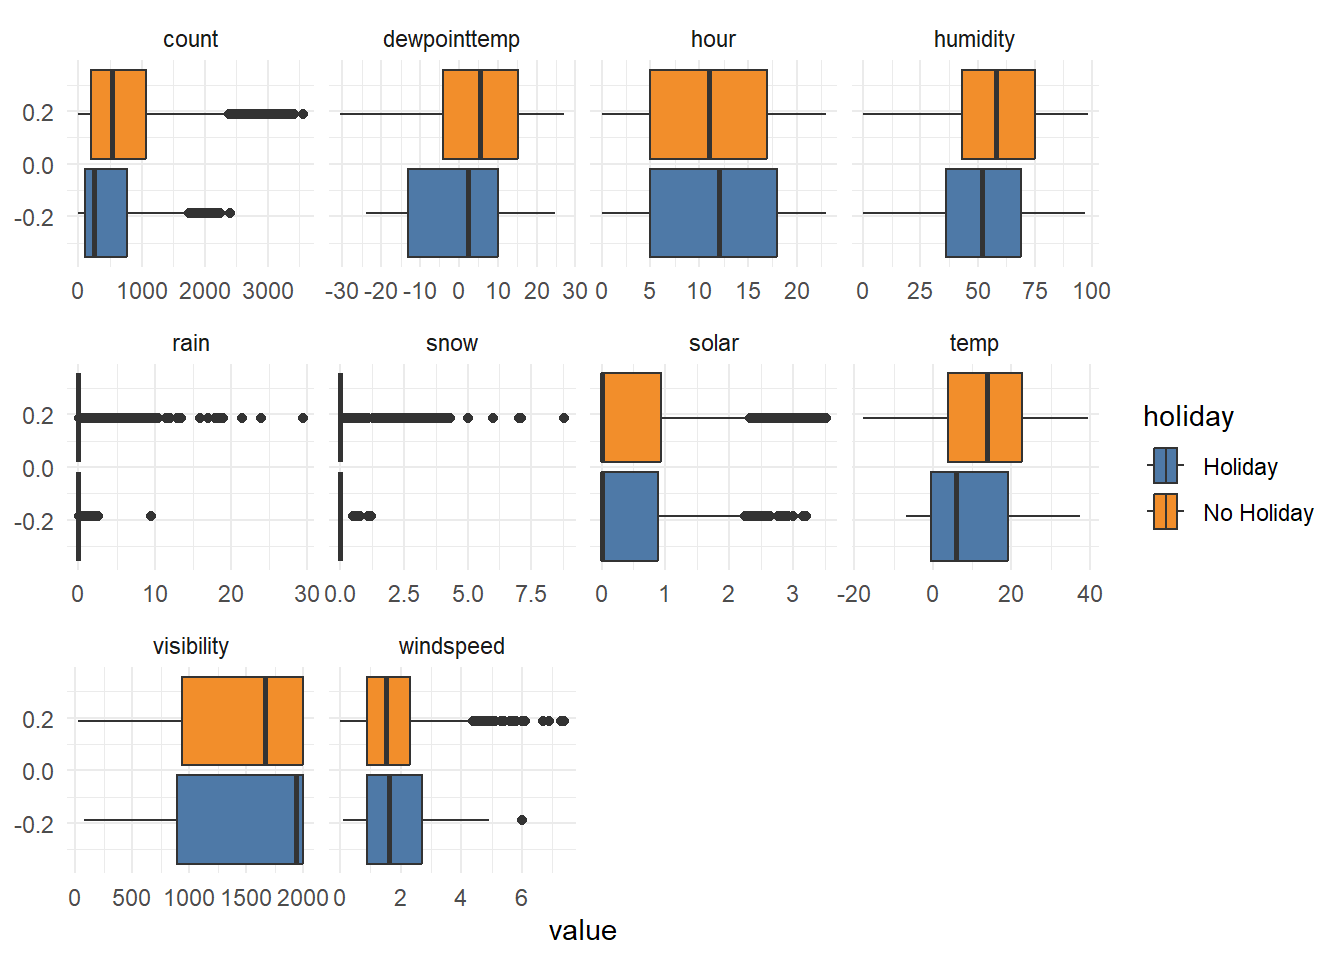 count dewpointtemp hour humidity
0.2
0.0
-0.2
0 1000 2000 3000 -30 -20 -10 0 10 20 30 0 5 10 15 20 0 25 50 75 100
rain snow solar temp
0.2
0.0
-0.2
0 10 20 30 0.0 2.5 5.0 7.5 0 1 2 3 -20 0 20 40
holiday
Holiday
No Holiday
visibility windspeed
0.2
0.0
-0.2
0 500 1000 1500 2000 0 2 4 6
value